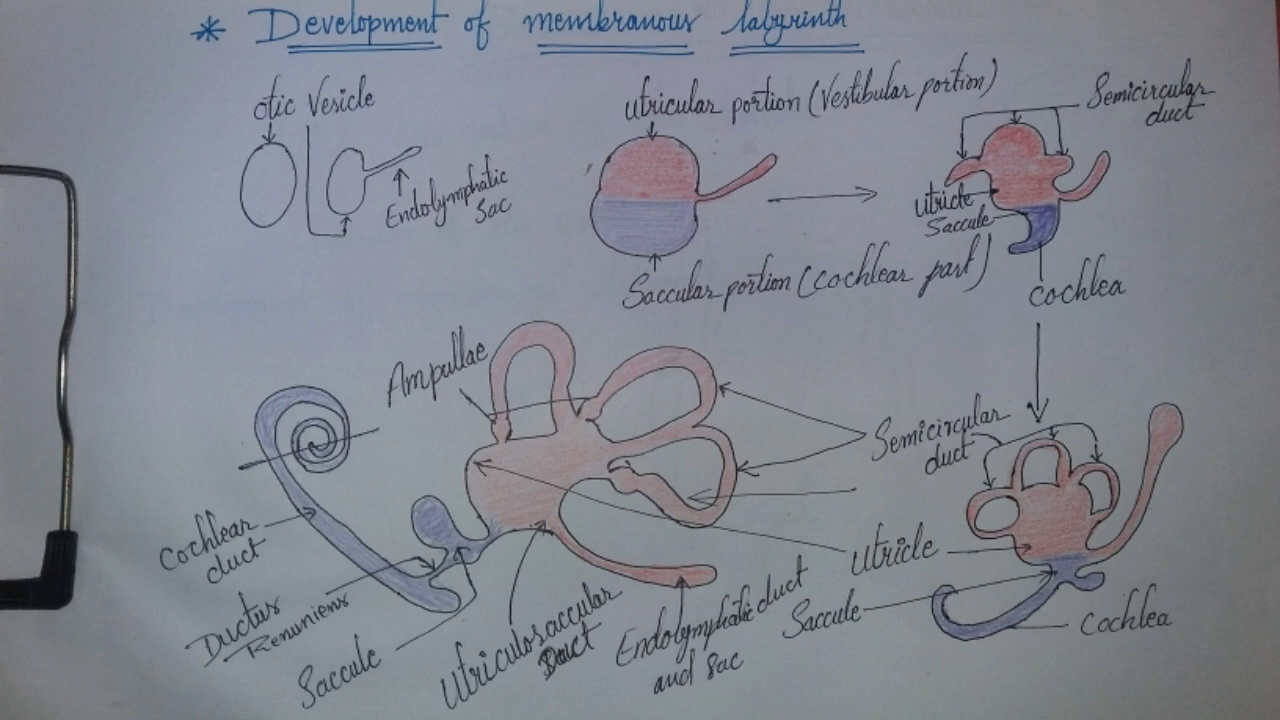 * Development of membranous labyrinth
otic Vesicle
Endolymphatic
Sac
utricular portion (Vestibular portion)
Saccular portion (cochlear part)
Semicircular
duct
utricle
Saccule
cochlea
Ampullae
Semicircular
duct
cochlear
duct
Ductus
Renuniens
Saccule
Utriculosaccular
Duct
Endolymphatic duct
and Sac
Utricle
Saccule
cochlea